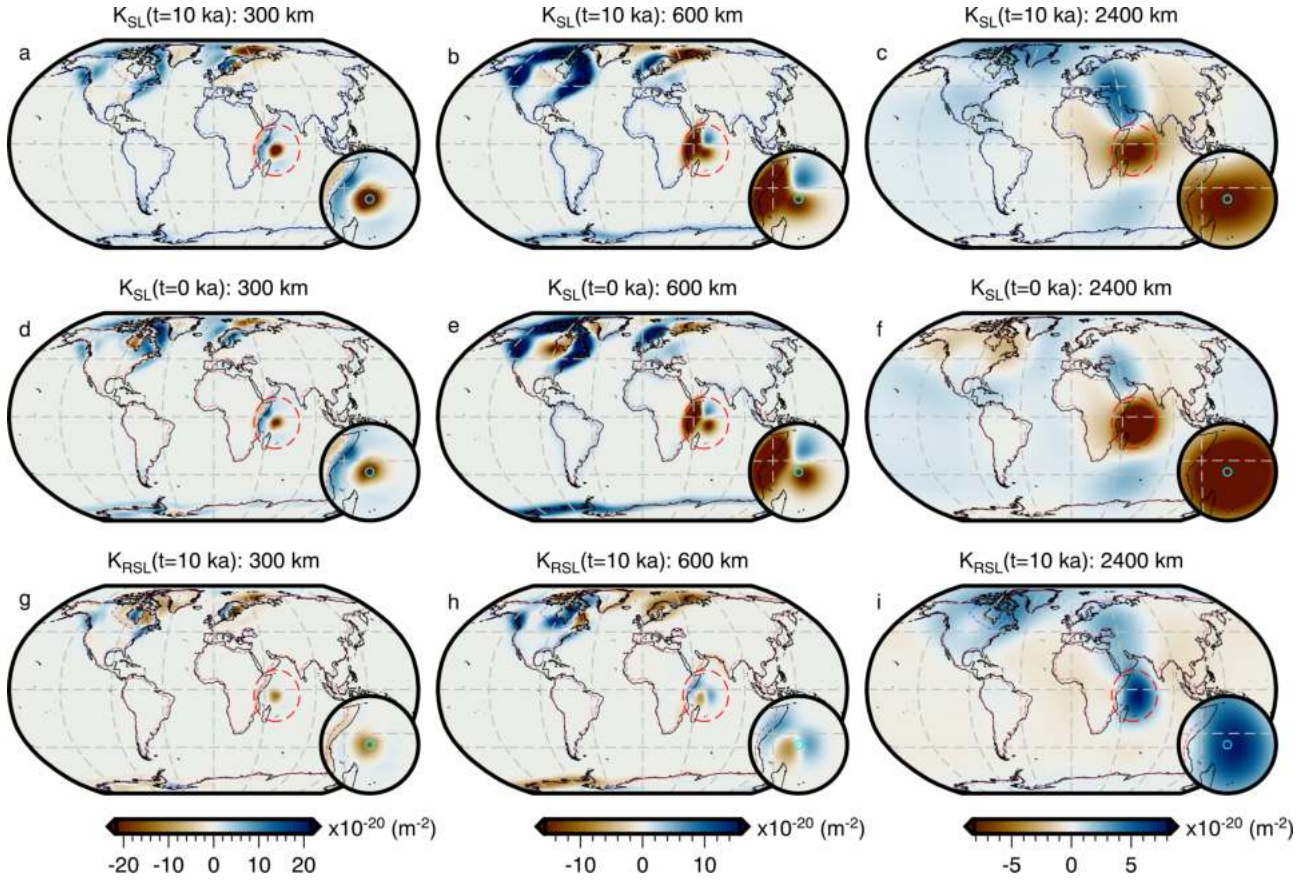 K_SL(t=10 ka): 300 km
K_SL(t=10 ka): 600 km
K_SL(t=10 ka): 2400 km
a
b
c
K_SL(t=0 ka): 300 km
K_SL(t=0 ka): 600 km
K_SL(t=0 ka): 2400 km
d
e
f
K_RSL(t=10 ka): 300 km
K_RSL(t=10 ka): 600 km
K_RSL(t=10 ka): 2400 km
g
h
i
x10⁻²⁰ (m⁻²)
x10⁻²⁰ (m⁻²)
x10⁻²⁰ (m⁻²)
-20 -10 0 10 20
-10 0 10
-5 0 5